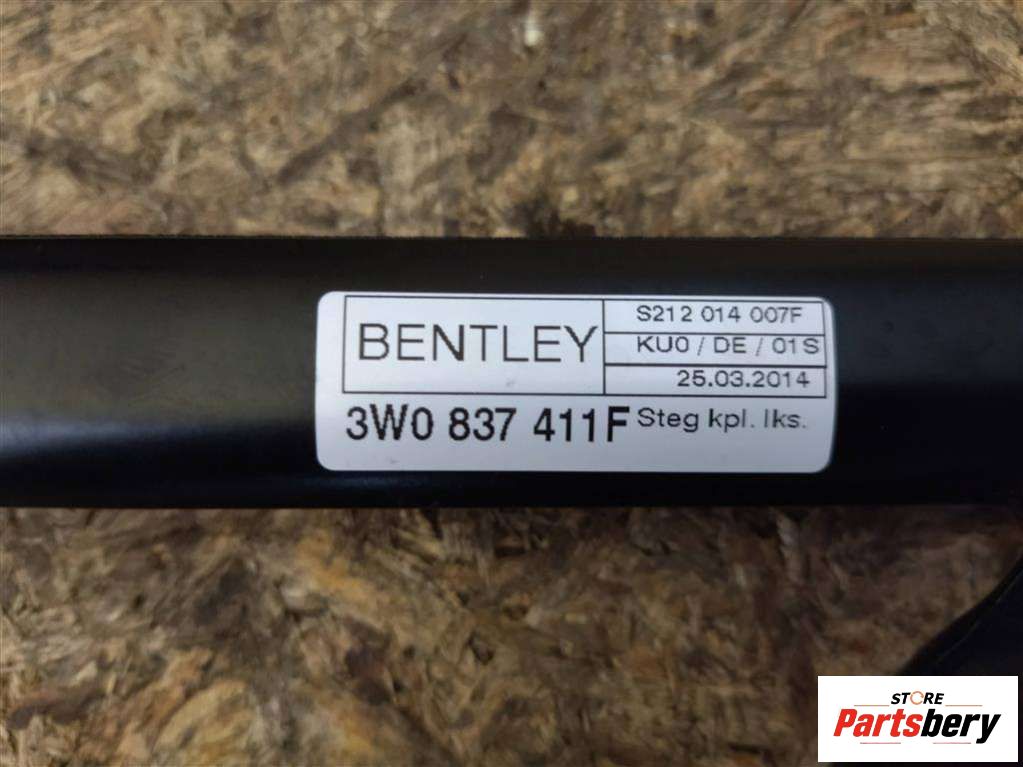 BENTLEY
S212 014 007F
KU0 / DE / 01S
25.03.2014
3W0 837 411F Steg kpl. lks.
STORE
Partsbery